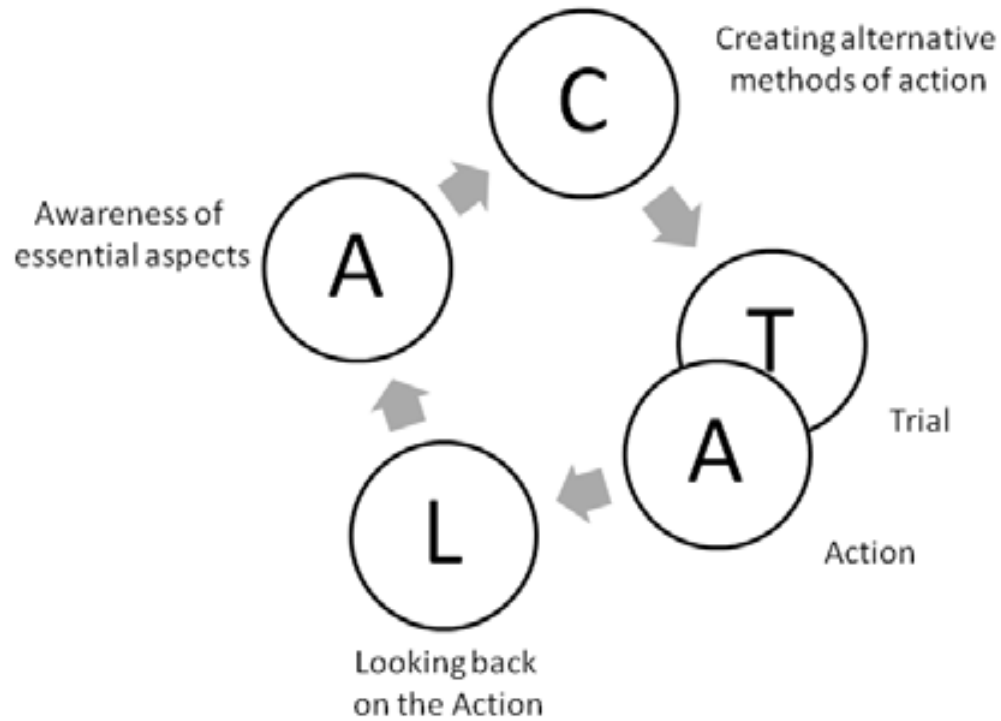 C
Creating alternative
methods of action
Awareness of
essential aspects
A
T
Trial
A
Action
L
Looking back
on the Action